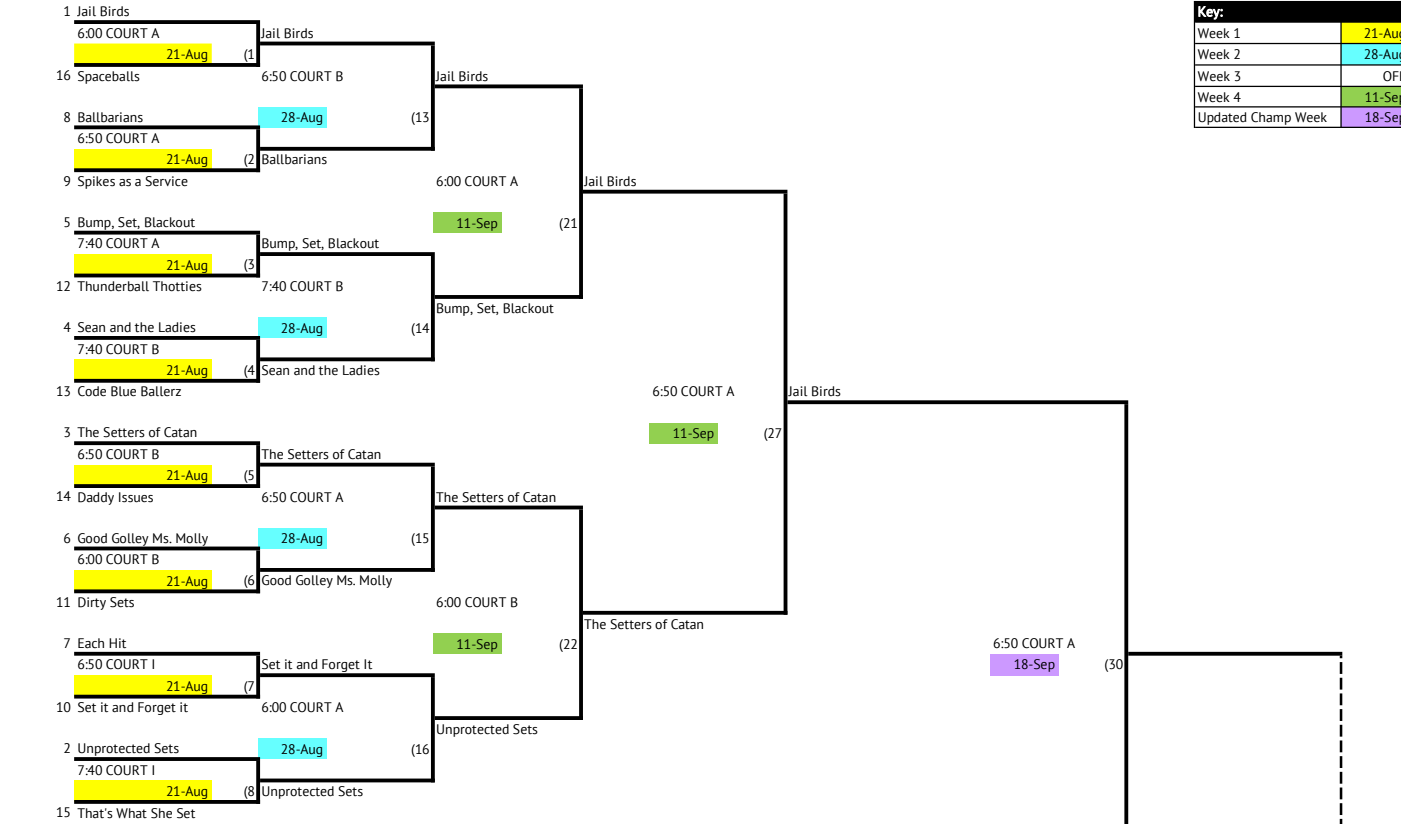 1 Jail Birds
Key:
6:00 COURT A
Jail Birds
Week 1 21-Aug
21-Aug (1
Week 2 28-Aug
16 Spaceballs
6:50 COURT B
Jail Birds
Week 3 OFF
Week 4 11-Sep
8 Ballbarians
28-Aug (13
Updated Champ Week 18-Sep
6:50 COURT A
21-Aug (2
Ballbarians
9 Spikes as a Service
6:00 COURT A
Jail Birds
5 Bump, Set, Blackout
11-Sep (21
7:40 COURT A
Bump, Set, Blackout
21-Aug (3
12 Thunderball Thotties
7:40 COURT B
Bump, Set, Blackout
4 Sean and the Ladies
28-Aug (14
7:40 COURT B
21-Aug (4
Sean and the Ladies
13 Code Blue Ballerz
6:50 COURT A
Jail Birds
3 The Setters of Catan
11-Sep (27
6:50 COURT B
The Setters of Catan
21-Aug (5
14 Daddy Issues
6:50 COURT A
The Setters of Catan
6 Good Golley Ms. Molly
28-Aug (15
6:00 COURT B
21-Aug (6
Good Golley Ms. Molly
11 Dirty Sets
6:00 COURT B
The Setters of Catan
7 Each Hit
11-Sep (22
6:50 COURT A
6:50 COURT I
Set it and Forget It
18-Sep (30
21-Aug (7
10 Set it and Forget it
6:00 COURT A
Unprotected Sets
2 Unprotected Sets
28-Aug (16
7:40 COURT I
21-Aug (8
Unprotected Sets
15 That's What She Set